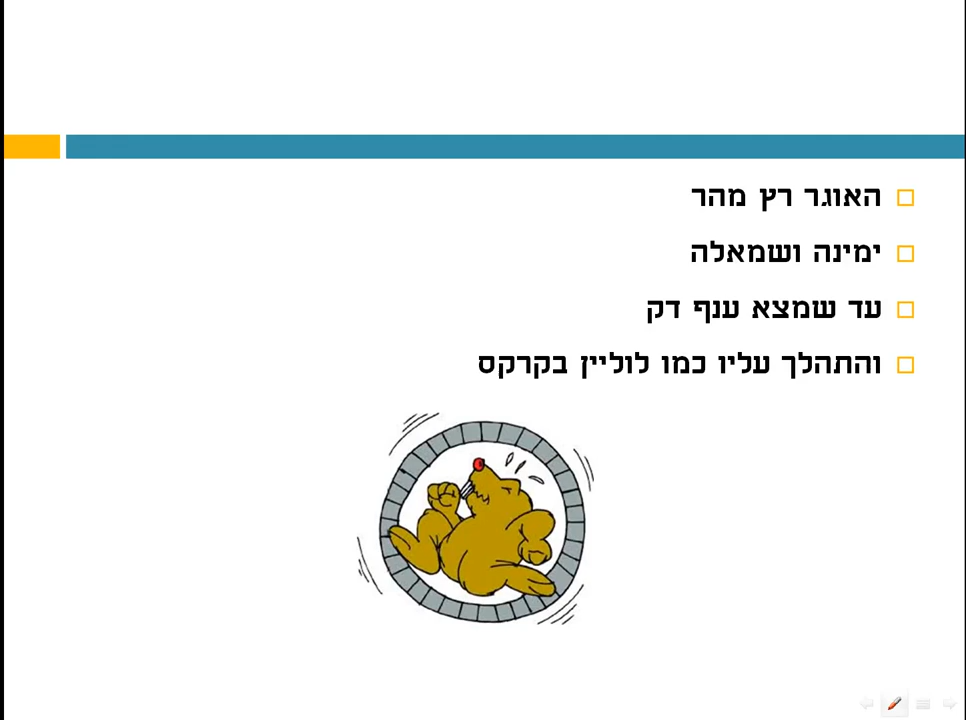 האוגר רץ מהר
ימינה ושמאלה
עד שמצא ענף דק
והתהלך עליו כמו לוליין בקרקס